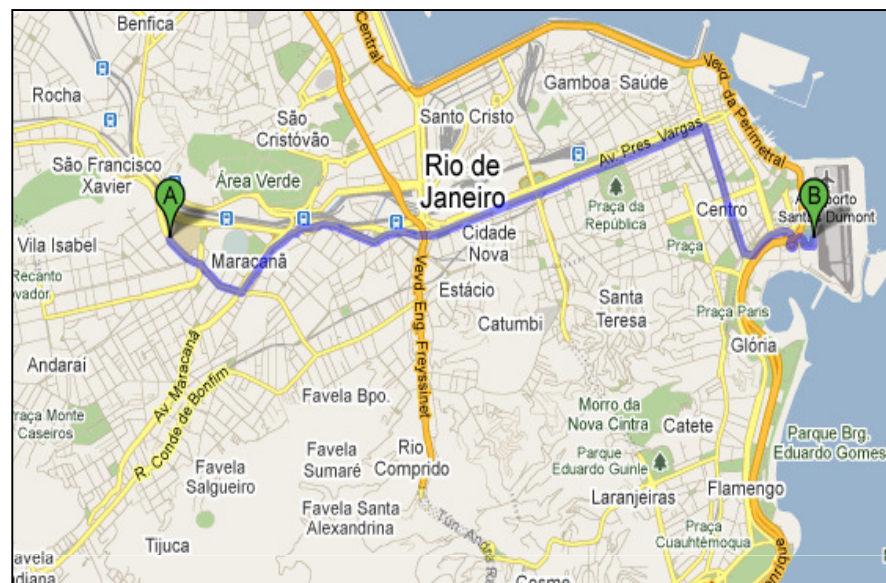 Benfica
Rocha
Central
Vevd. da Perimetral
Gamboa
Saúde
Santo Cristo
São
Cristóvão
São Francisco
Xavier
Av. Pres. Vargas
Rio de
Janeiro
Área Verde
A
B
Praça da
República
Centro
Santos Dumont
Vila Isabel
Maracanã
Cidade
Nova
Praça
Recanto
Estácio
Vevd. Eng. Freyssinet
Santa
Teresa
Praça Paris
Catumbi
Glória
Andaraí
Av. Maracanã
R. Conde de Bonfim
Favela Bpo.
Morro da
Nova Cintra
Catete
Praça Monte
Caseiros
Parque Brg.
Eduardo Gomes
Favela
Salgueiro
Favela
Sumaré
Rio
Comprido
Parque
Eduardo Guinle
Laranjeiras
Flamengo
Favela Santa
Alexandrina
Tijuca
Praça
Cuauhtémoqua
Favela
Cosme